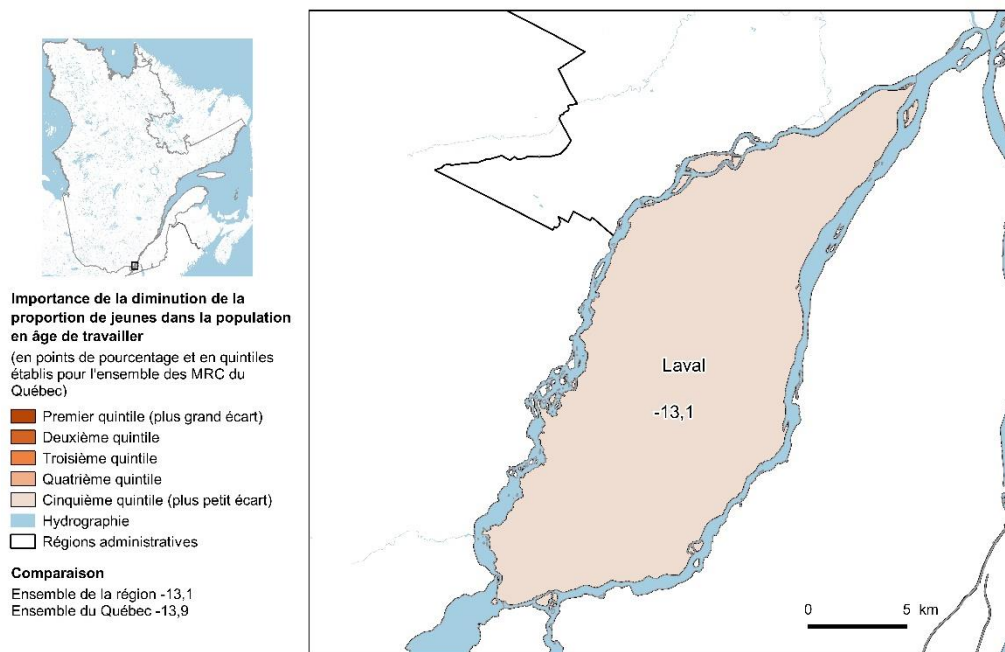 Importance de la diminution de la
proportion de jeunes dans la population
en âge de travailler
(en points de pourcentage et en quintiles
établis pour l'ensemble des MRC du
Québec)
Premier quintile (plus grand écart)
Deuxième quintile
Troisième quintile
Quatrième quintile
Cinquième quintile (plus petit écart)
Hydrographie
Régions administratives
Comparaison
Ensemble de la région -13,1
Ensemble du Québec -13,9
Laval
-13,1
0 5 km